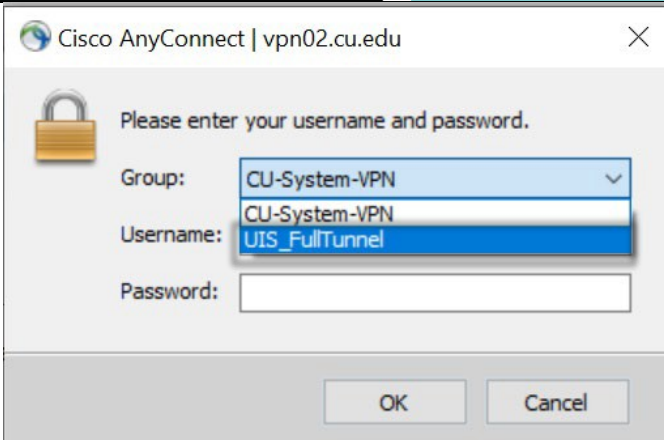 Cisco AnyConnect | vpn02.cu.edu
Please enter your username and password.
Group: CU-System-VPN
CU-System-VPN
Username: UIS_FullTunnel
Password:
OK Cancel